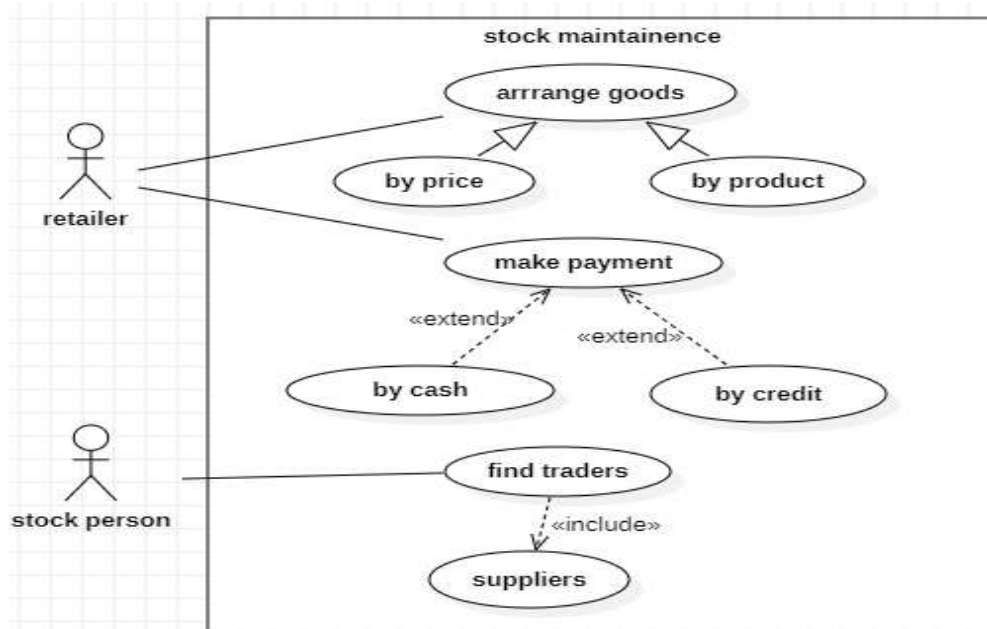 stock maintainence
arrrange goods
by price
by product
retailer
make payment
«extend»
«extend»
by cash
by credit
find traders
stock person
«include»
suppliers